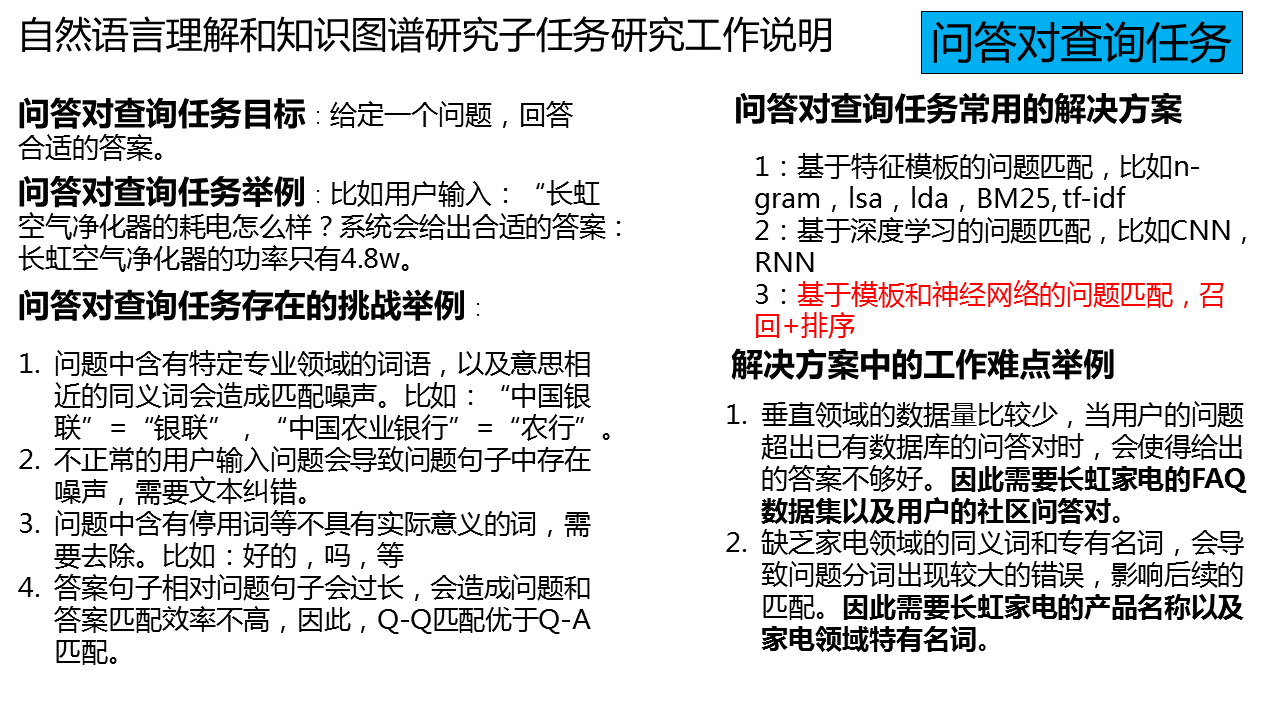 自然语言理解和知识图谱研究子任务研究工作说明
问答对查询任务
问答对查询任务目标：给定一个问题，回答
合适的答案。
问答对查询任务举例：比如用户输入：“长虹
空气净化器的耗电怎么样？系统会给出合适的答案：
长虹空气净化器的功率只有4.8w。
问答对查询任务存在的挑战举例：
1. 问题中含有特定专业领域的词语，以及意思相
近的同义词会造成匹配噪声。比如：“中国银
联”=“银联”，“中国农业银行”=“农行”。
2. 不正常的用户输入问题会导致问题句子中存在
噪声，需要文本纠错。
3. 问题中含有停用词等不具有实际意义的词，需
要去除。比如：好的，吗，等
4. 答案句子相对问题句子会过长，会造成问题和
答案匹配效率不高，因此，Q-Q匹配优于Q-A
匹配。
问答对查询任务常用的解决方案
1：基于特征模板的问题匹配，比如n-
gram，lsa，lda，BM25, tf-idf
2：基于深度学习的问题匹配，比如CNN，
RNN
3：基于模板和神经网络的问题匹配，召
回+排序
解决方案中的工作难点举例
1. 垂直领域的数据量比较少，当用户的问题
超出已有数据库的问答对时，会使得给出
的答案不够好。因此需要长虹家电的FAQ
数据集以及用户的社区问答对。
2. 缺乏家电领域的同义词和专有名词，会导
致问题分词出现较大的错误，影响后续的
匹配。因此需要长虹家电的产品名称以及
家电领域特有名词。